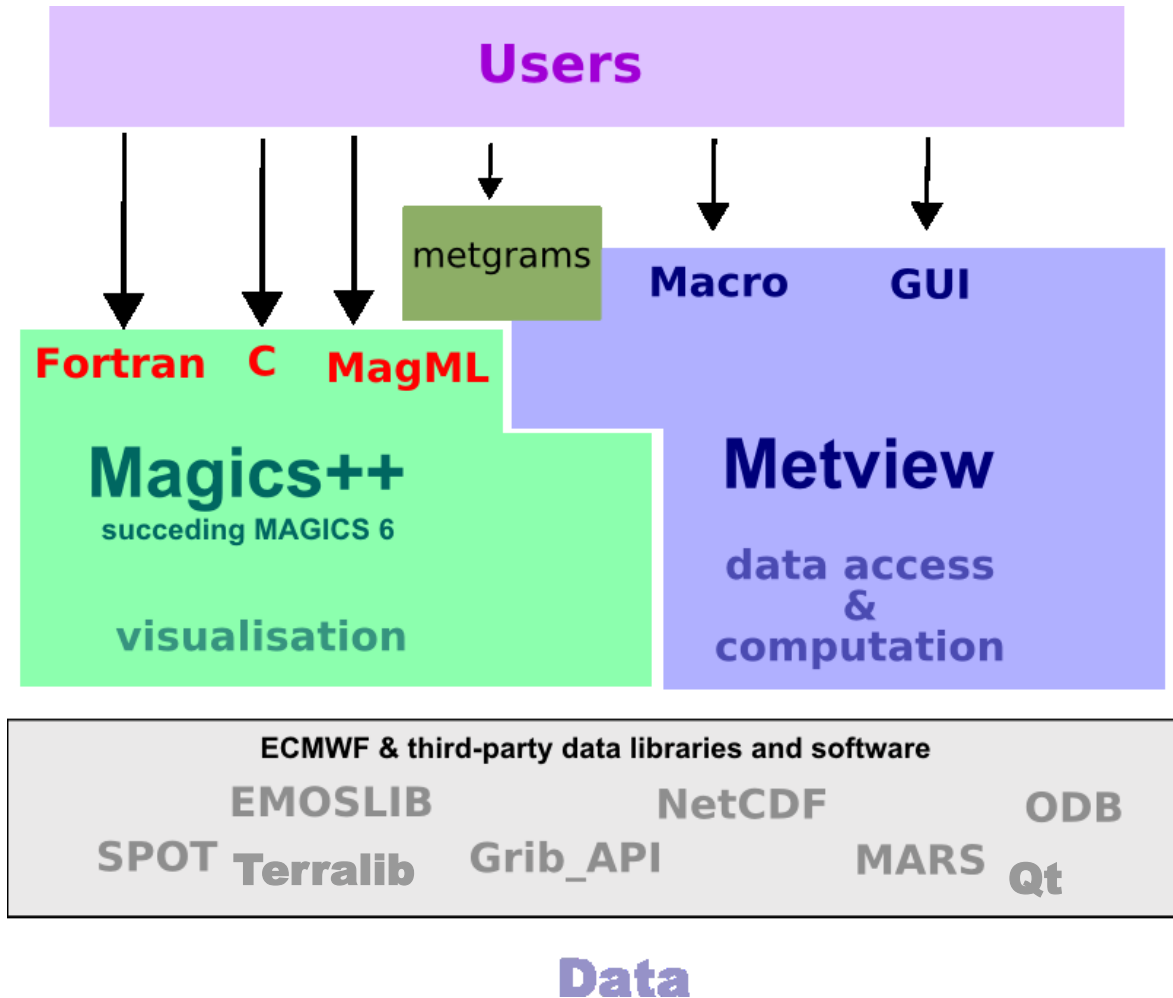 Users
metgrams
Macro GUI
Fortran C MagML
Magics++
succeding MAGICS 6
visualisation
Metview
data access
&
computation
ECMWF & third-party data libraries and software
EMOSLIB NetCDF ODB
SPOT Terralib Grib_API MARS Qt
Data